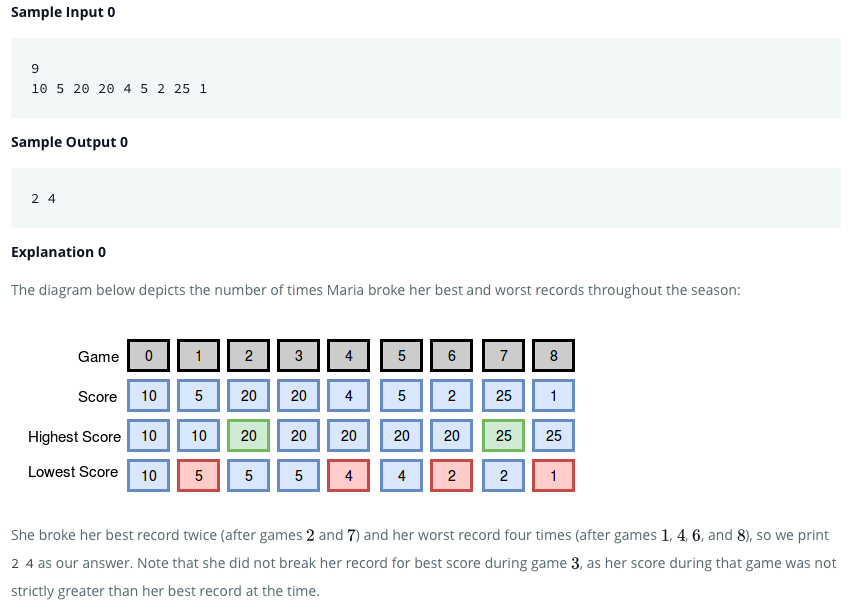 Sample Input 0
9
10 5 20 20 4 5 2 25 1
Sample Output 0
2 4
Explanation 0
The diagram below depicts the number of times Maria broke her best and worst records throughout the season:
Game 0 1 2 3 4 5 6 7 8
Score 10 5 20 20 4 5 2 25 1
Highest Score 10 10 20 20 20 20 20 25 25
Lowest Score 10 5 5 5 4 4 2 2 1
She broke her best record twice (after games 2 and 7) and her worst record four times (after games 1, 4, 6, and 8), so we print
2 4 as our answer. Note that she did not break her record for best score during game 3, as her score during that game was not
strictly greater than her best record at the time.